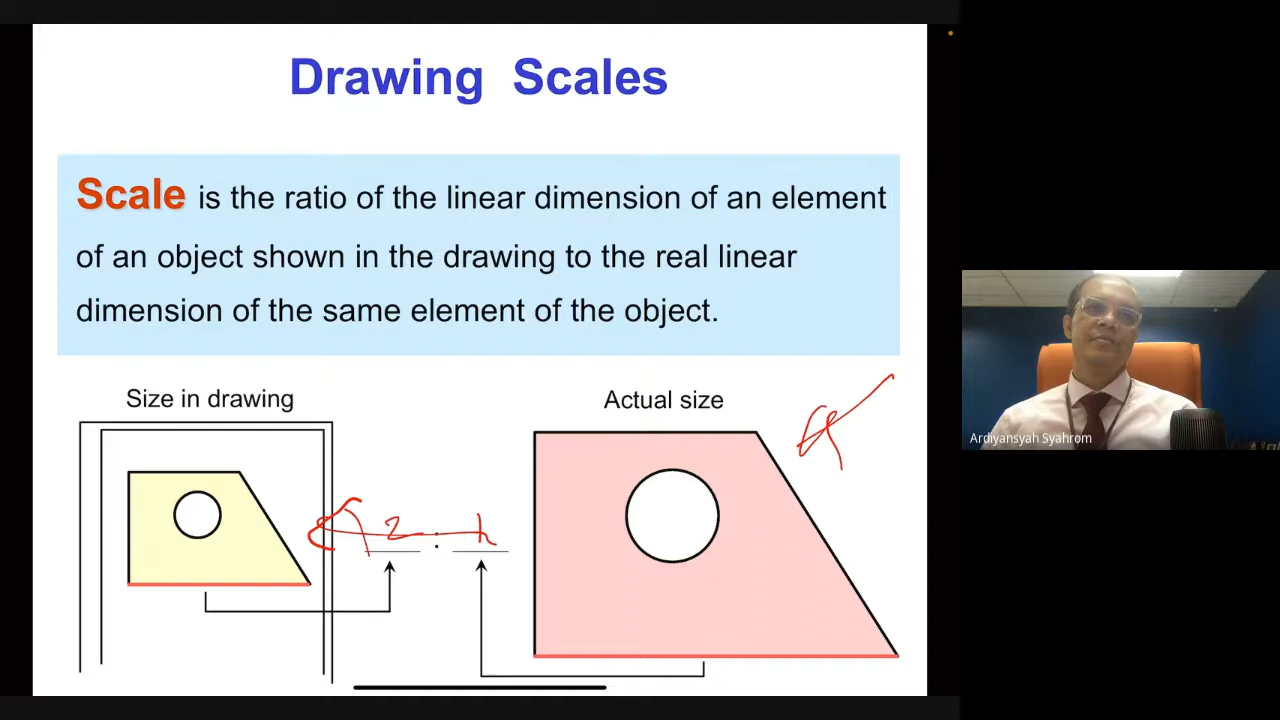 Drawing Scales
Scale is the ratio of the linear dimension of an element
of an object shown in the drawing to the real linear
dimension of the same element of the object.
Size in drawing
Actual size
2 :
Ardiyansyah Syahrom